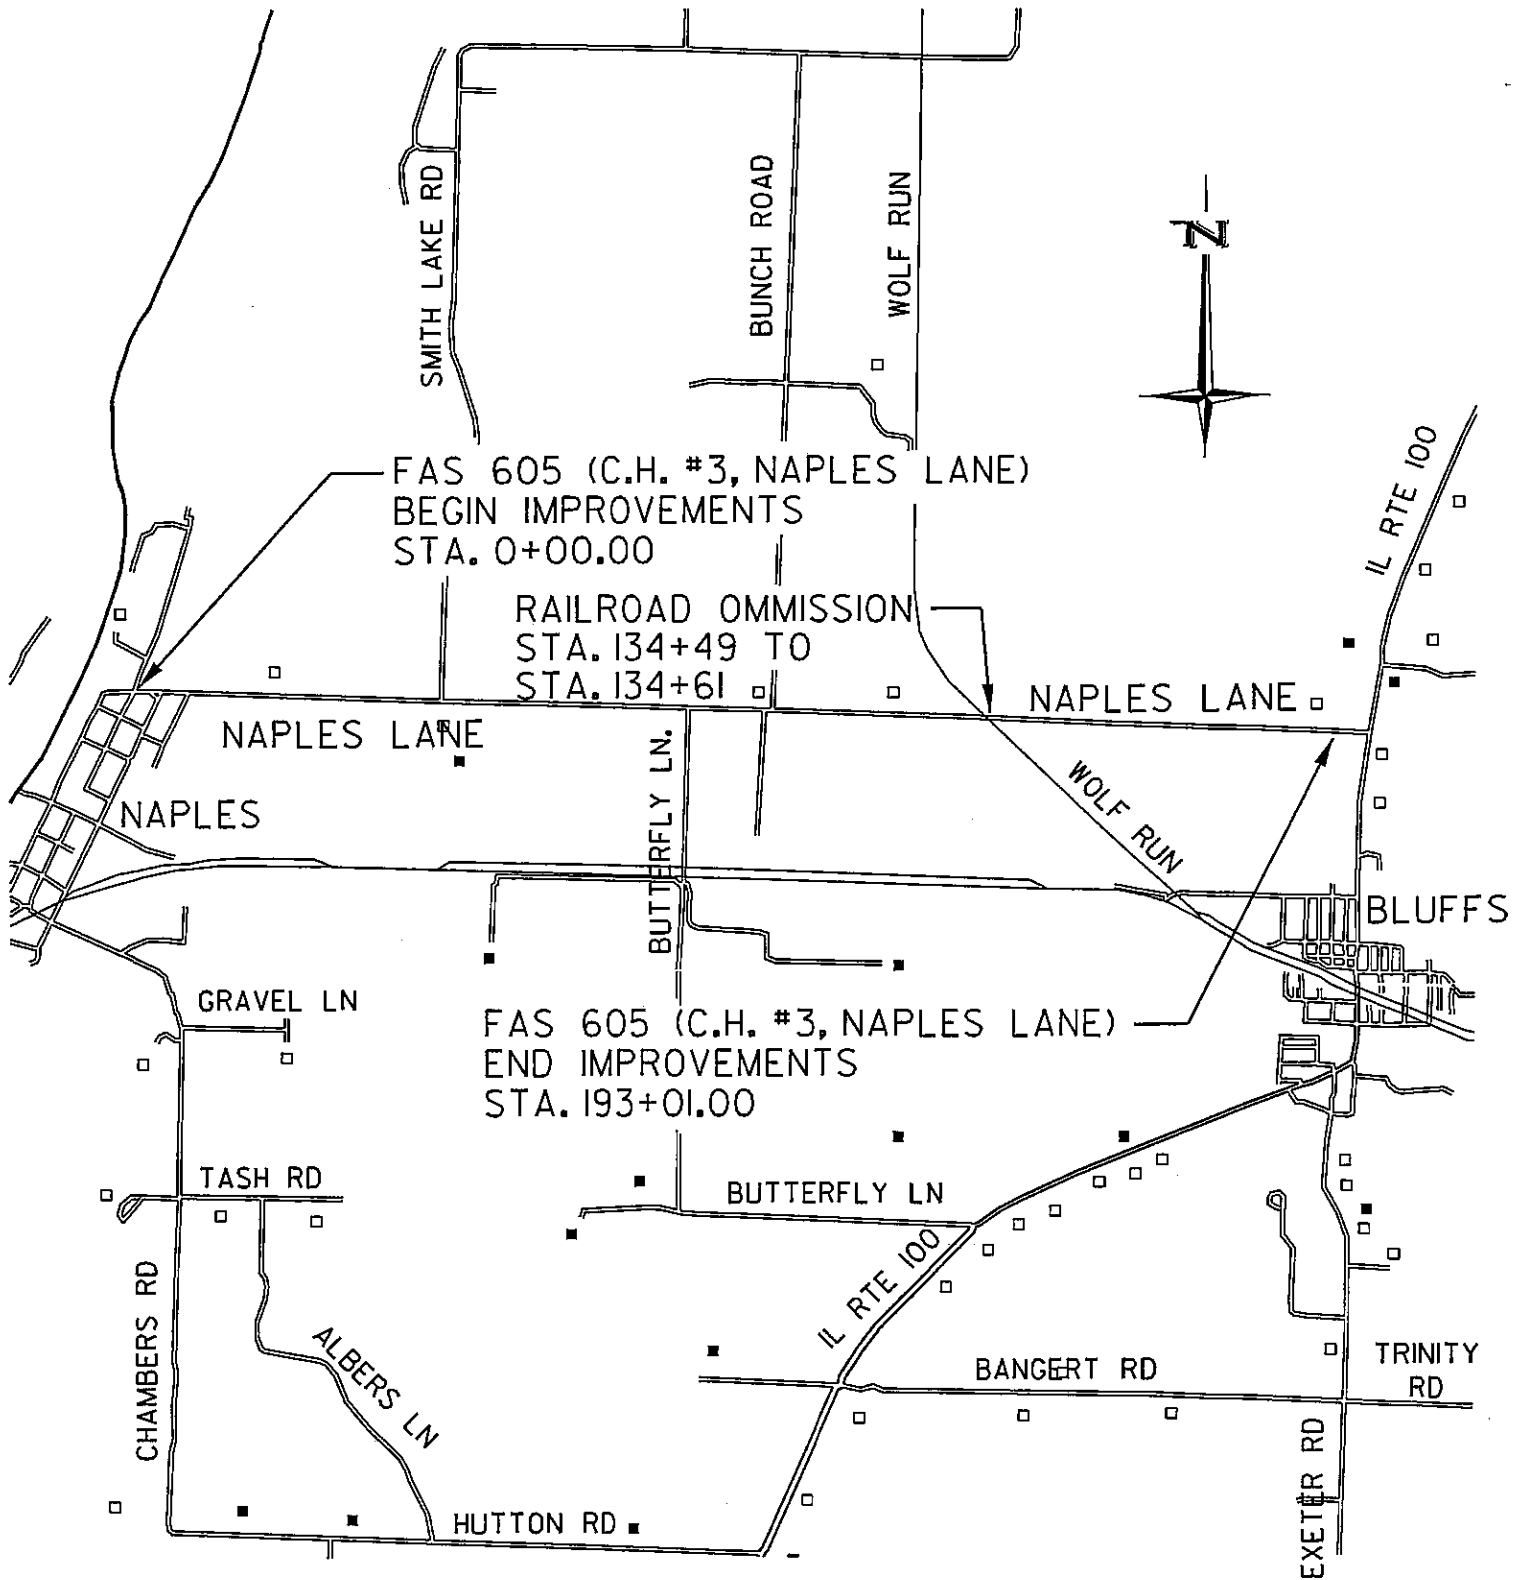 SMITH LAKE RD
BUNCH ROAD
WOLF RUN
N
IL RTE 100
FAS 605 (C.H. #3, NAPLES LANE)
BEGIN IMPROVEMENTS
STA. 0+00.00
RAILROAD OMMISSION
STA. 134+49 TO
STA. 134+61
NAPLES LANE
NAPLES LANE
NAPLES
BUTTERFLY LN.
WOLF RUN
BLUFFS
GRAVEL LN
FAS 605 (C.H. #3, NAPLES LANE)
END IMPROVEMENTS
STA. 193+01.00
TASH RD
BUTTERFLY LN
CHAMBERS RD
ALBERS LN
IL RTE 100
BANGERT RD
TRINITY
RD
HUTTON RD
EXETER RD